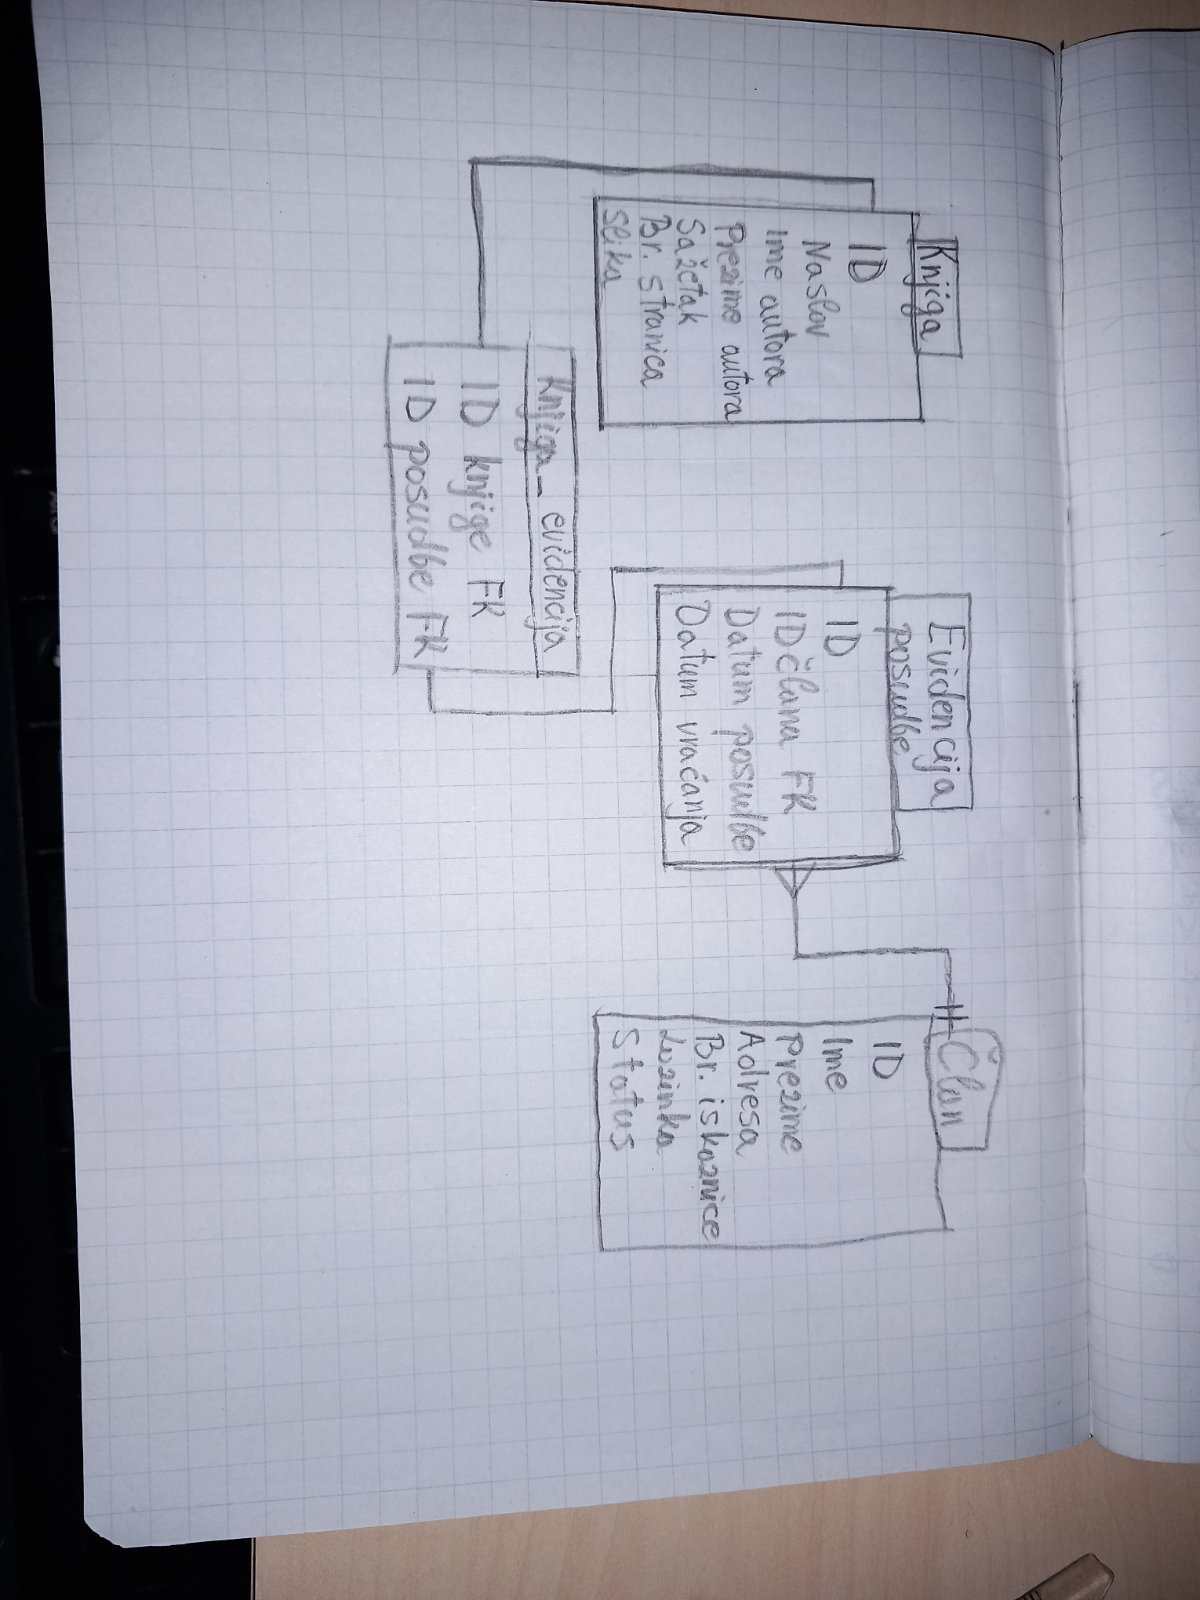 Knjiga
ID
Naslov
Ime autora
Prezime autora
Sažetak
Br. stranica
Slika
Evidencija
posudbe
ID
ID člana FK
Datum posudbe
Datum vraćanja
Član
ID
Ime
Prezime
Adresa
Br. iskaznice
Lozinka
Status
Knjiga_evidencija
ID knjige FK
ID posudbe FK